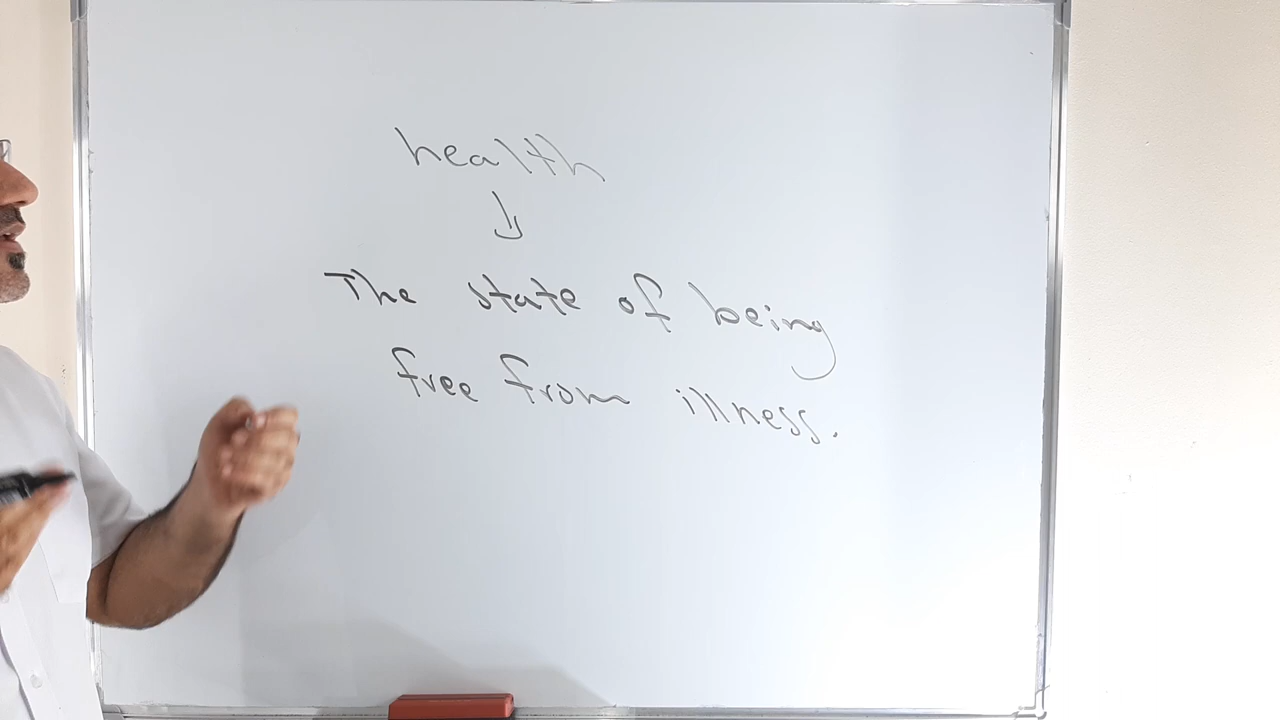 health
↓
The state of being
free from illness.